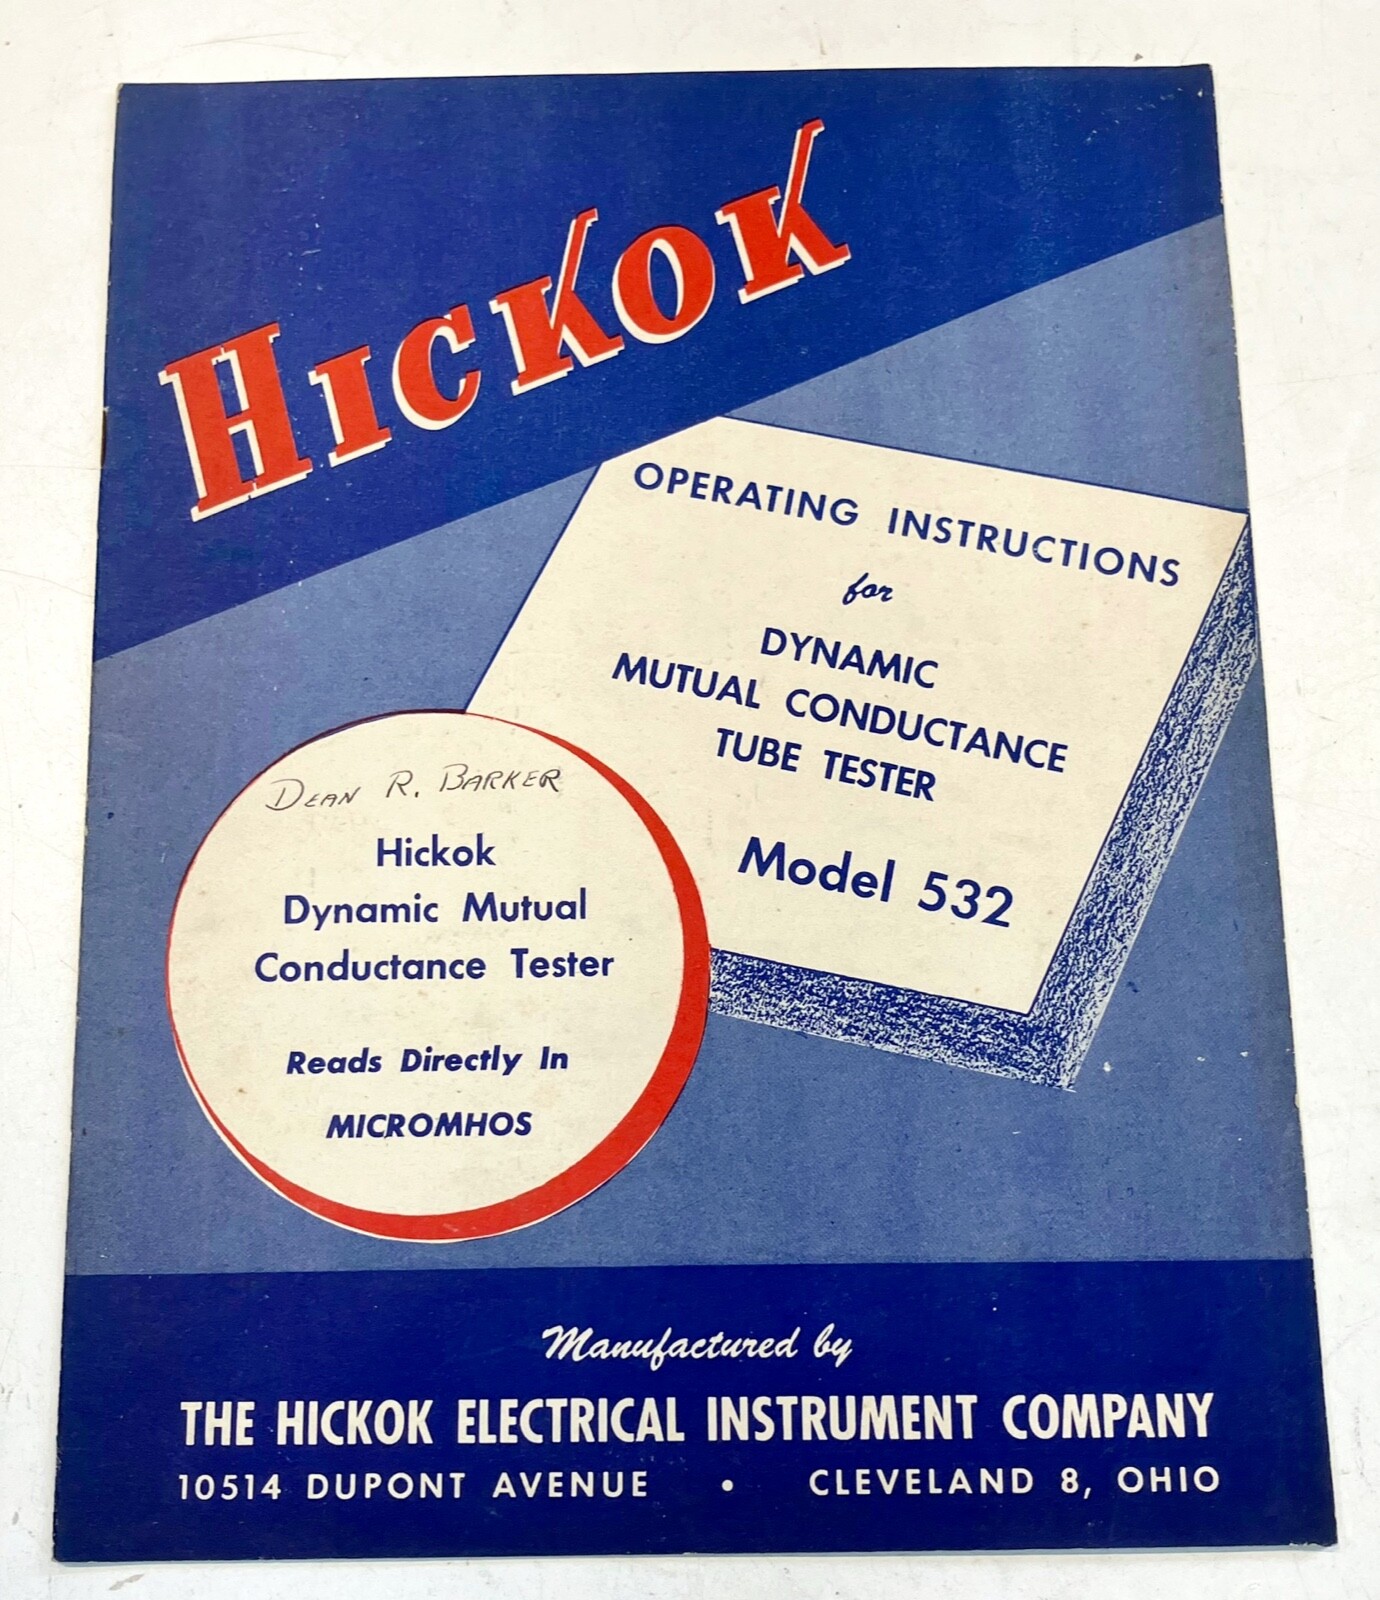 HICKOK
OPERATING INSTRUCTIONS
for
DYNAMIC
MUTUAL CONDUCTANCE
TUBE TESTER
Model 532
DEAN R. BARKER
Hickok
Dynamic Mutual
Conductance Tester
Reads Directly In
MICROMHOS
Manufactured by
THE HICKOK ELECTRICAL INSTRUMENT COMPANY
10514 DUPONT AVENUE • CLEVELAND 8, OHIO